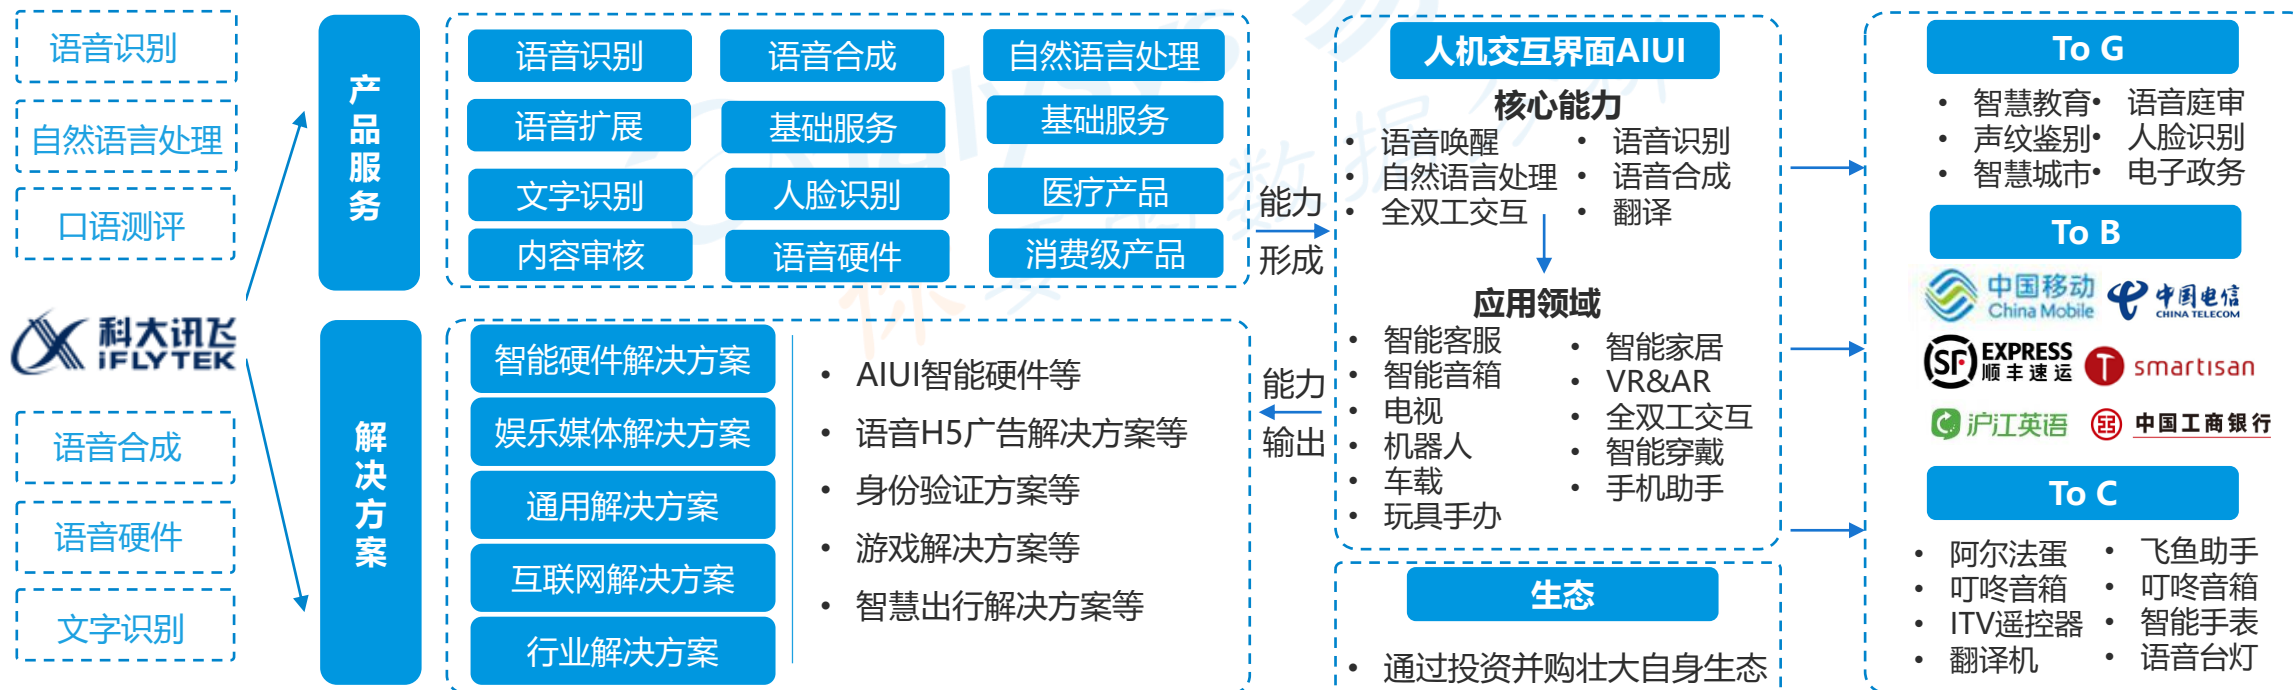 语音识别
自然语言处理
口语测评
科大讯飞
iFLYTEK
语音合成
语音硬件
文字识别
产品服务
语音识别 语音合成 自然语言处理
语音扩展 基础服务 基础服务
文字识别 人脸识别 医疗产品
内容审核 语音硬件 消费级产品
解决方案
智能硬件解决方案
娱乐媒体解决方案
通用解决方案
互联网解决方案
行业解决方案
• AIUI智能硬件等
• 语音H5广告解决方案等
• 身份验证方案等
• 游戏解决方案等
• 智慧出行解决方案等
能力
形成
能力
输出
人机交互界面AIUI
核心能力
• 语音唤醒 • 语音识别
• 自然语言处理 • 语音合成
• 全双工交互 • 翻译
应用领域
• 智能客服
• 智能音箱
• 电视
• 机器人
• 车载
• 玩具手办
• 智能家居
• VR&AR
• 全双工交互
• 智能穿戴
• 手机助手
生态
• 通过投资并购壮大自身生态
To G
• 智慧教育 • 语音庭审
• 声纹鉴别 • 人脸识别
• 智慧城市 • 电子政务
To B
中国移动
China Mobile
中国电信
CHINA TELECOM
SF EXPRESS
顺丰速运
smartisan
沪江英语
中国工商银行
To C
• 阿尔法蛋 • 飞鱼助手
• 叮咚音箱 • 叮咚音箱
• ITV遥控器 • 智能手表
• 翻译机 • 语音台灯